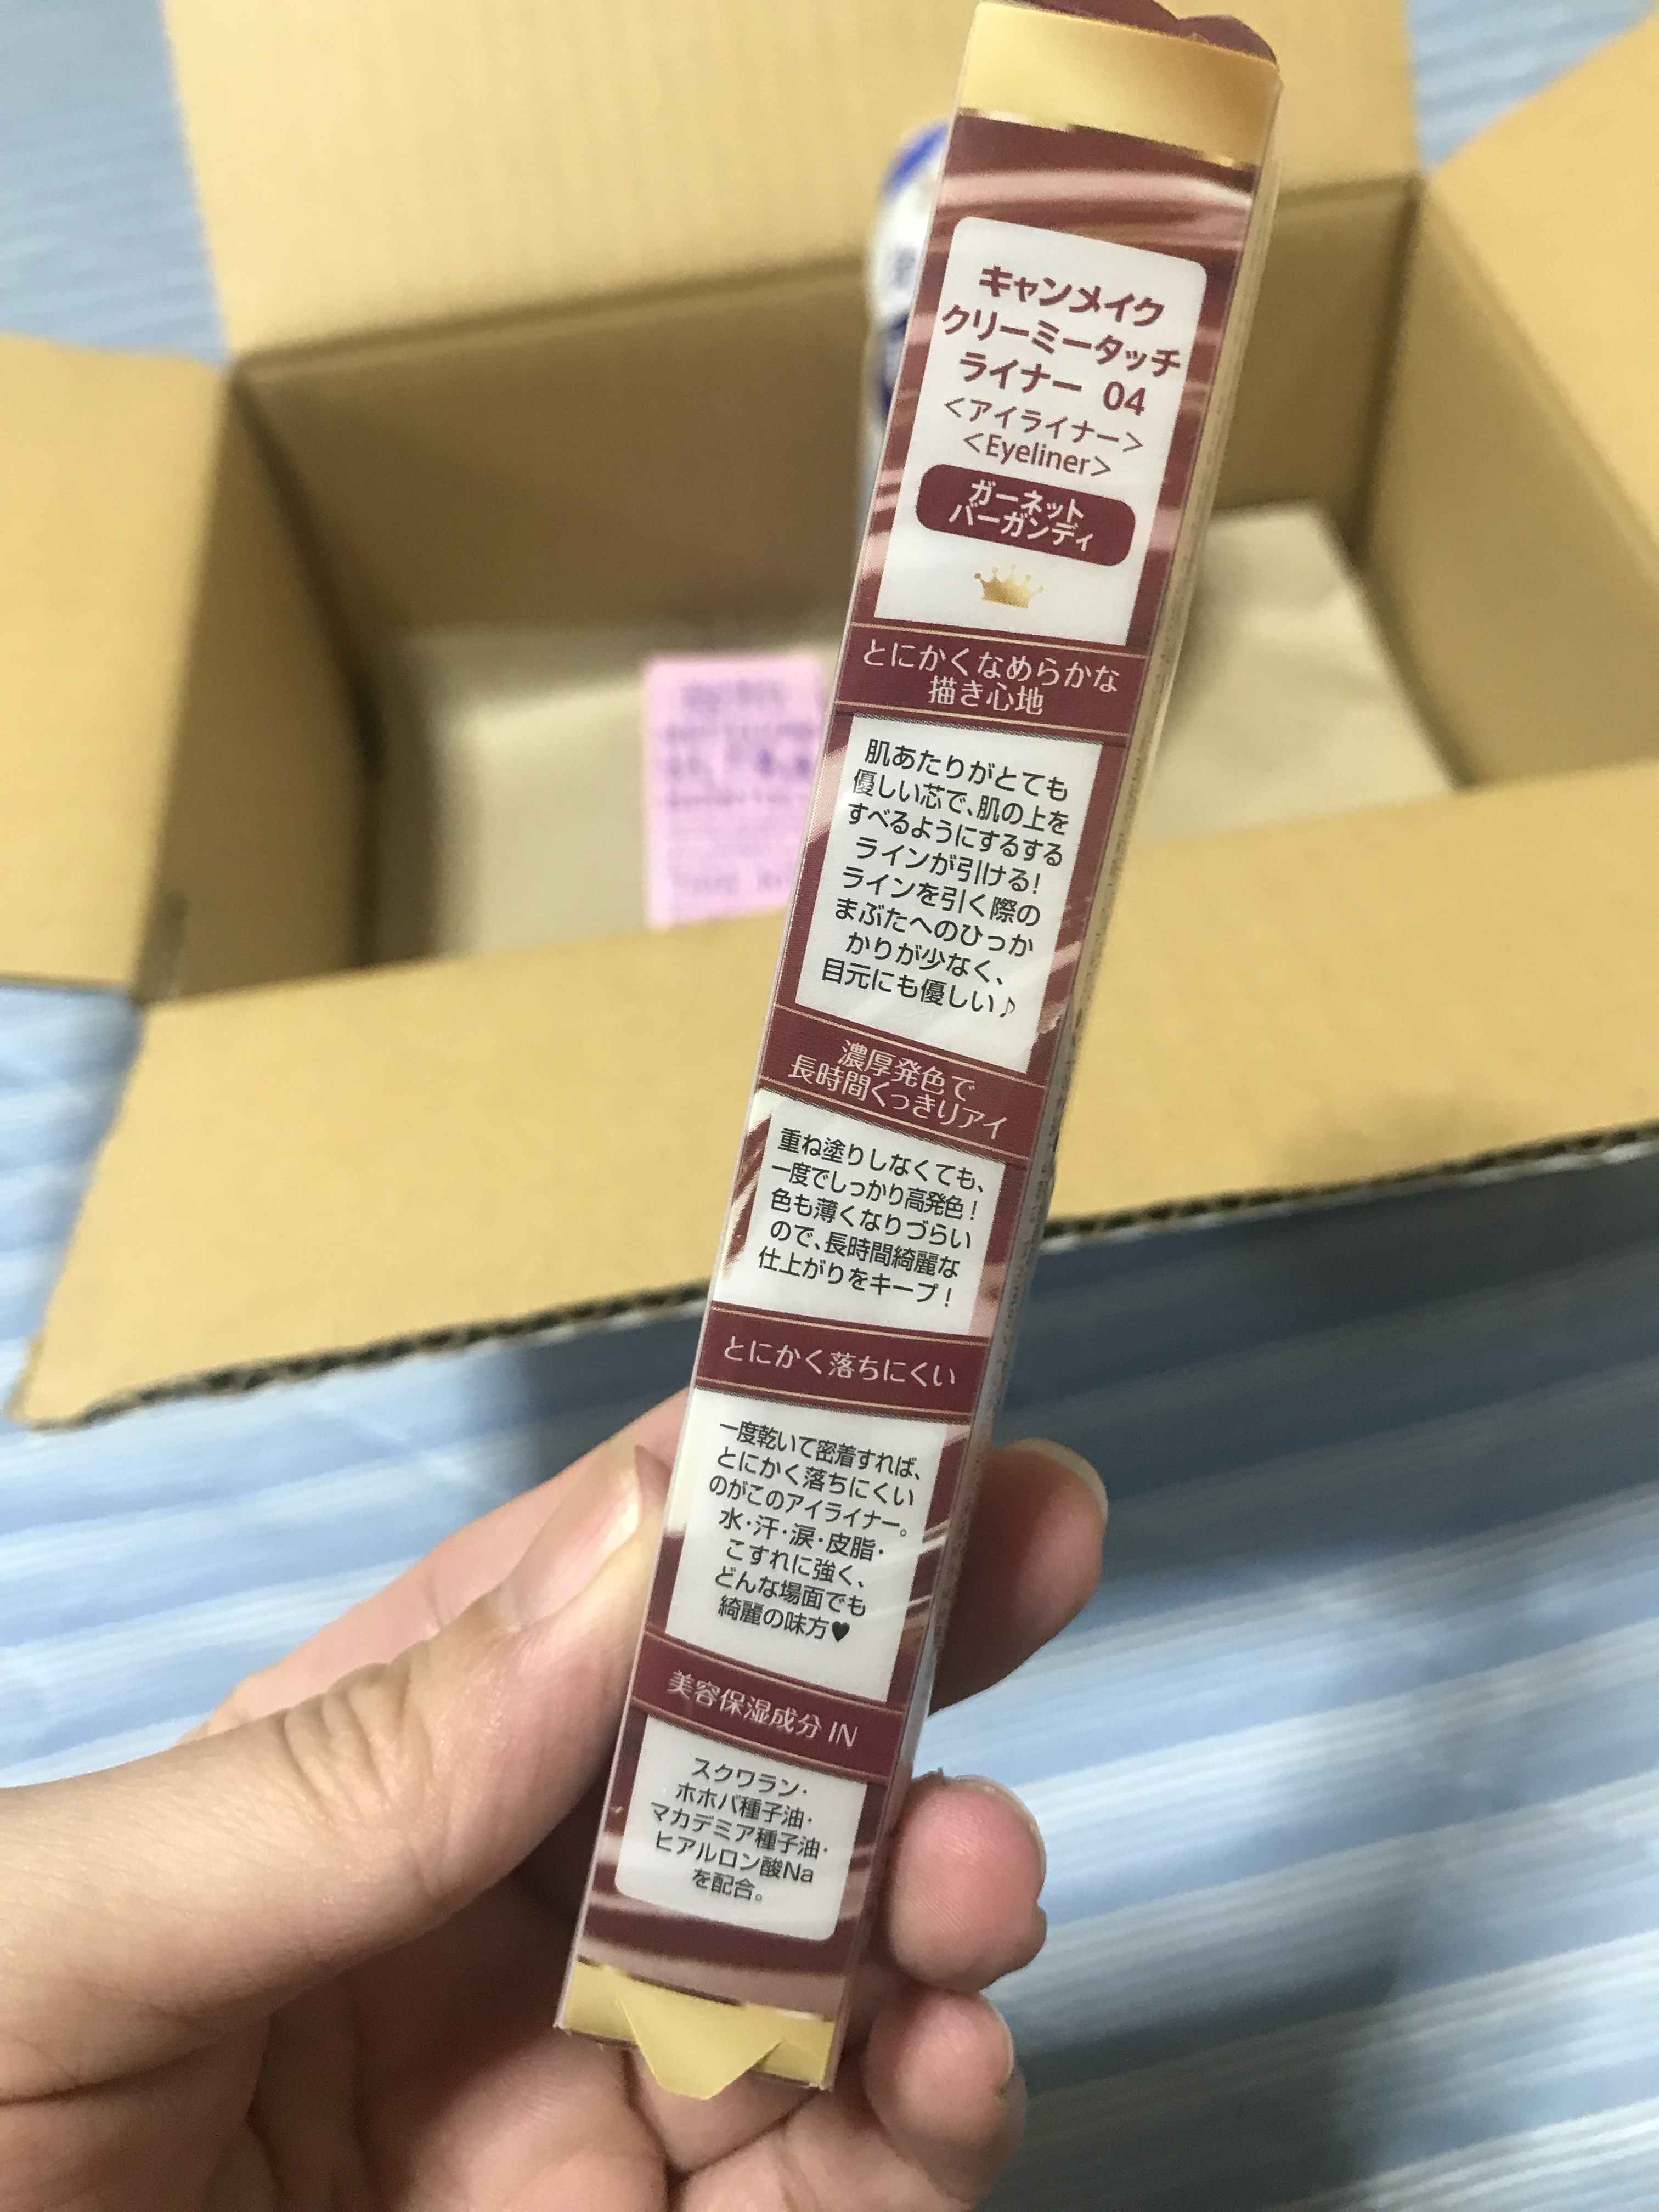 キャンメイク
クリーミータッチ
ライナー 04
<アイライナー>
<Eyeliner>
ガーネット
バーガンディ
とにかくなめらかな
描き心地
肌あたりがとても
優しい芯で、肌の上を
すべるようにするする
ラインが引ける!
ラインを引く際の
まぶたへのひっか
かりが少なく、
目元にも優しい♪
濃厚発色で
長時間くっきりアイ
重ね塗りしなくても、
一度でしっかり高発色!
色も薄くなりづらい
ので、長時間綺麗な
仕上がりをキープ!
とにかく落ちにくい
一度乾いて密着すれば、
とにかく落ちにくい
のがこのアイライナー。
水・汗・涙・皮脂・
こすれに強く、
どんな場面でも
綺麗の味方♥
美容保湿成分 IN
スクワラン・
ホホバ種子油・
マカデミア種子油・
ヒアルロン酸Na
を配合。